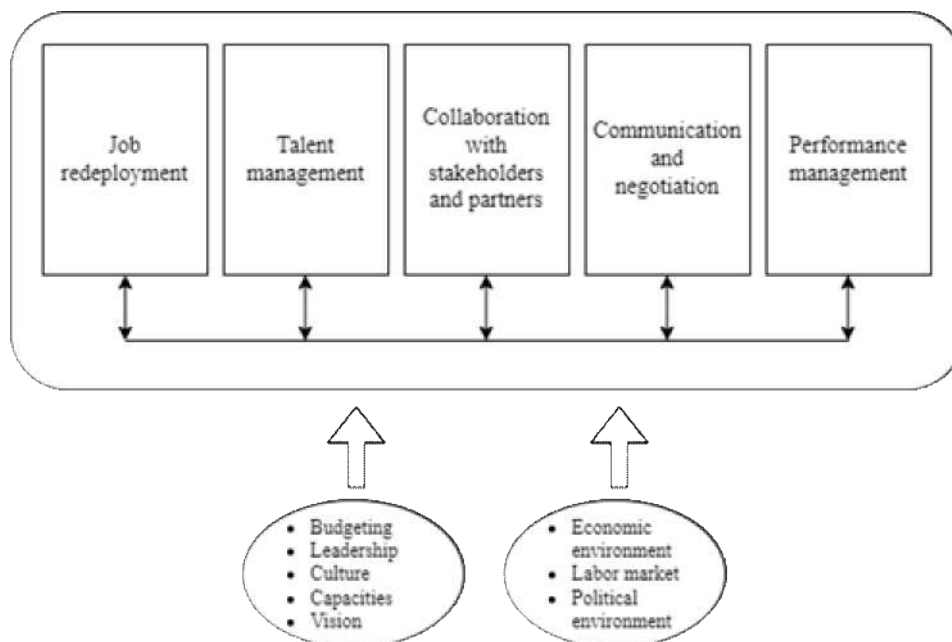 Job
redeployment
Talent
management
Collaboration
with
stakeholders
and partners
Communication
and
negotiation
Performance
management
• Budgeting
• Leadership
• Culture
• Capacities
• Vision
• Economic
environment
• Labor market
• Political
environment